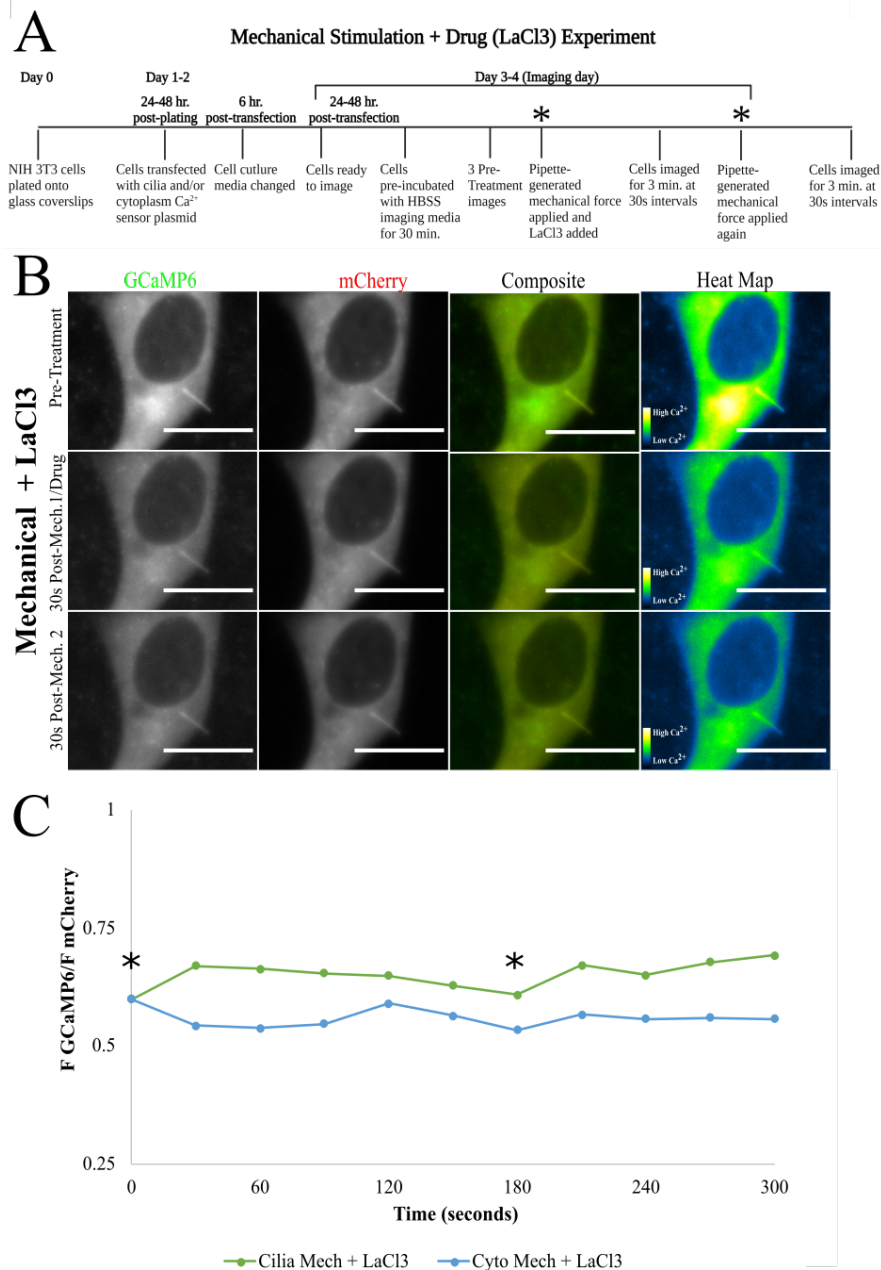 A
Mechanical Stimulation + Drug (LaCl3) Experiment
Day 0
Day 1-2
Day 3-4 (Imaging day)
24-48 hr.
post-plating
6 hr.
post-transfection
24-48 hr.
post-transfection
*
*
NIH 3T3 cells
plated onto
glass coverslips
Cells transfected
with cilia and/or
cytoplasm Ca²⁺
sensor plasmid
Cell cutlure
media changed
Cells ready
to image
Cells
pre-incubated
with HBSS
imaging media
for 30 min.
3 Pre-
Treatment
images
Pipette-
generated
mechanical force
applied and
LaCl3 added
Cells imaged
for 3 min. at
30s intervals
Pipette-
generated
mechanical
force applied
again
Cells imaged
for 3 min. at
30s intervals
B
GCaMP6
mCherry
Composite
Heat Map
Mechanical + LaCl3
Pre-Treatment
High Ca²⁺
Low Ca²⁺
30s Post-Mech.1/Drug
High Ca²⁺
Low Ca²⁺
30s Post-Mech. 2
High Ca²⁺
Low Ca²⁺
C
F GCaMP6/F mCherry
1
0.75
0.5
0.25
*
*
0
60
120
180
240
300
Time (seconds)
Cilia Mech + LaCl3
Cyto Mech + LaCl3